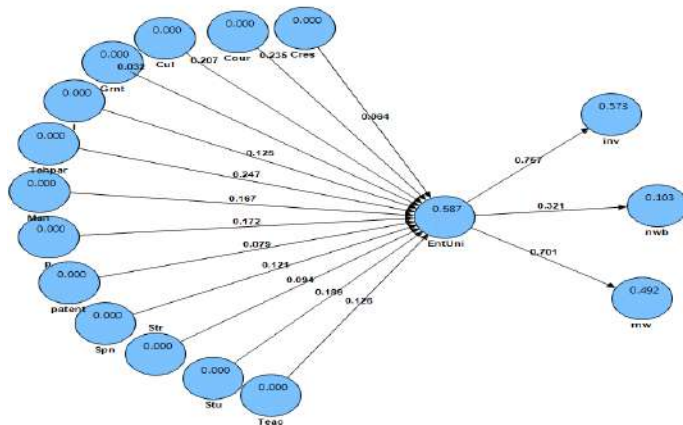 0.000
Cres
0.000
Cour
0.000
Cul
0.000
Grnt
0.000
0.000
Tehpar
0.000
Man
0.000
0.000
patent
0.000
Spn
Str
0.000
0.000
Stu
0.000
Teac
0.032
0.207
0.235
0.064
0.125
0.247
0.167
0.172
0.079
0.121
0.094
0.186
0.126
0.587
EntUni
0.757
0.321
0.701
0.573
inv
0.103
nwb
0.492